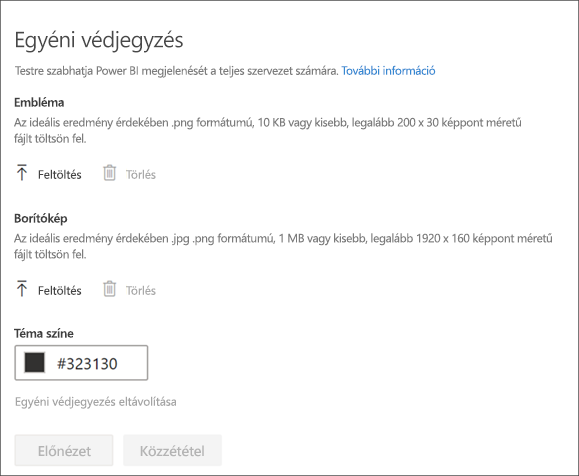 Egyéni védjegyzés
Testre szabhatja Power BI megjelenését a teljes szervezet számára. További információ
Embléma
Az ideális eredmény érdekében .png formátumú, 10 KB vagy kisebb, legalább 200 x 30 képpont méretű
fájlt töltsön fel.
Feltöltés Törlés
Borítókép
Az ideális eredmény érdekében .jpg .png formátumú, 1 MB vagy kisebb, legalább 1920 x 160 képpont méretű
fájlt töltsön fel.
Feltöltés Törlés
Téma színe
#323130
Egyéni védjegyezés eltávolítása
Előnézet Közzététel